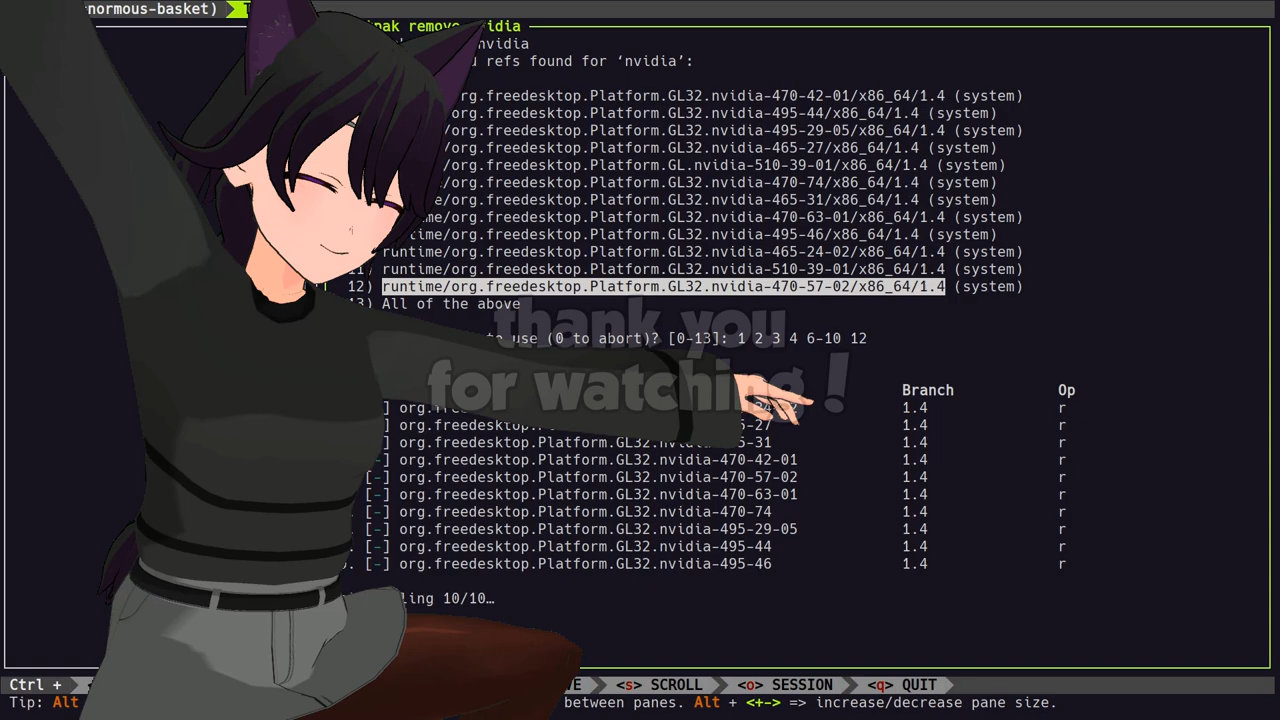 normous-basket) T
pak remove vidia
nvidia
refs found for ‘nvidia’:
rg.freedesktop.Platform.GL32.nvidia-470-42-01/x86_64/1.4 (system)
org.freedesktop.Platform.GL32.nvidia-495-44/x86_64/1.4 (system)
org.freedesktop.Platform.GL32.nvidia-495-29-05/x86_64/1.4 (system)
org.freedesktop.Platform.GL32.nvidia-465-27/x86_64/1.4 (system)
/org.freedesktop.Platform.GL.nvidia-510-39-01/x86_64/1.4 (system)
/org.freedesktop.Platform.GL32.nvidia-470-74/x86_64/1.4 (system)
/org.freedesktop.Platform.GL32.nvidia-465-31/x86_64/1.4 (system)
time/org.freedesktop.Platform.GL32.nvidia-470-63-01/x86_64/1.4 (system)
time/org.freedesktop.Platform.GL32.nvidia-495-46/x86_64/1.4 (system)
runtime/org.freedesktop.Platform.GL32.nvidia-465-24-02/x86_64/1.4 (system)
11) runtime/org.freedesktop.Platform.GL32.nvidia-510-39-01/x86_64/1.4 (system)
12) runtime/org.freedesktop.Platform.GL32.nvidia-470-57-02/x86_64/1.4 (system)
13) All of the above
to use (0 to abort)? [0-13]: 1 2 3 4 6-10 12
thank you
for watching!
Branch Op
] org.free 1.4 r
] org.freedesktop. -27 1.4 r
] org.freedesktop.Platform.GL32. -31 1.4 r
[-] org.freedesktop.Platform.GL32.nvidia-470-42-01 1.4 r
[-] org.freedesktop.Platform.GL32.nvidia-470-57-02 1.4 r
[-] org.freedesktop.Platform.GL32.nvidia-470-63-01 1.4 r
[-] org.freedesktop.Platform.GL32.nvidia-470-74 1.4 r
[-] org.freedesktop.Platform.GL32.nvidia-495-29-05 1.4 r
[-] org.freedesktop.Platform.GL32.nvidia-495-44 1.4 r
[-] org.freedesktop.Platform.GL32.nvidia-495-46 1.4 r
ling 10/10…
Ctrl + VE <s> SCROLL <o> SESSION <q> QUIT
Tip: Alt between panes. Alt + <+-> => increase/decrease pane size.